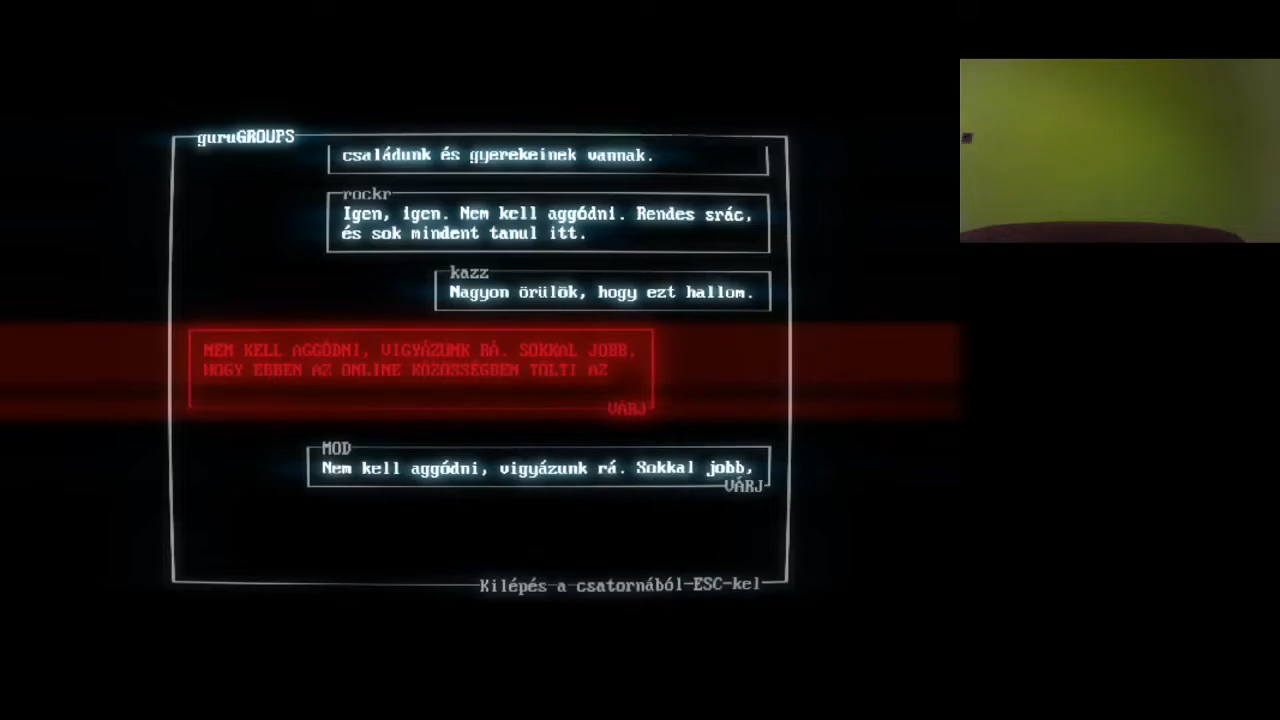 guruGROUPS
családunk és gyerekeinek vannak.
rockr
Igen, igen. Nem kell aggódni. Rendes srác,
és sok mindent tanul itt.
kazz
Nagyon örülök, hogy ezt hallom.
NEM KELL AGGÓDNI, VIGYÁZUNK RÁ. SOKKAL JOBB,
HOGY EBBEN AZ ONLINE KÖZÖSSÉGBEN TÖLTI AZ
VÁRJ
MOD
Nem kell aggódni, vigyázunk rá. Sokkal jobb,
VÁRJ
Kilépés a csatornából ESC-kel